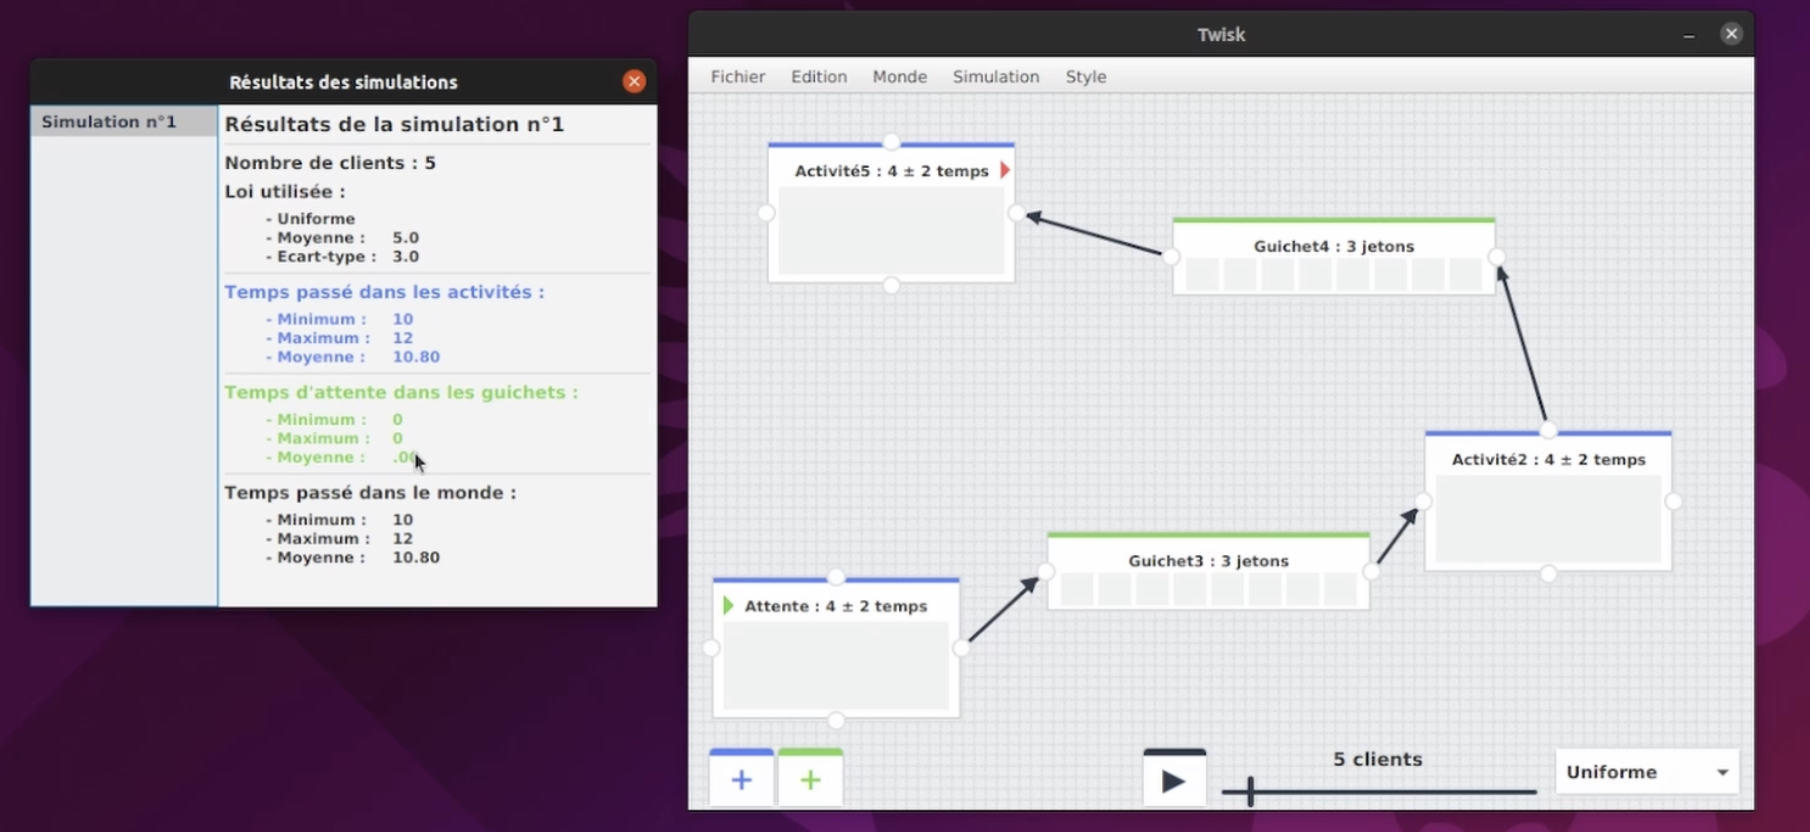 Résultats des simulations
Simulation n°1
Résultats de la simulation n°1
Nombre de clients : 5
Loi utilisée :
- Uniforme
- Moyenne : 5.0
- Ecart-type : 3.0
Temps passé dans les activités :
- Minimum : 10
- Maximum : 12
- Moyenne : 10.80
Temps d'attente dans les guichets :
- Minimum : 0
- Maximum : 0
- Moyenne : .00
Temps passé dans le monde :
- Minimum : 10
- Maximum : 12
- Moyenne : 10.80
Twisk
Fichier Edition Monde Simulation Style
Activité5 : 4 ± 2 temps
Guichet4 : 3 jetons
Activité2 : 4 ± 2 temps
Guichet3 : 3 jetons
Attente : 4 ± 2 temps
+ +
5 clients
Uniforme